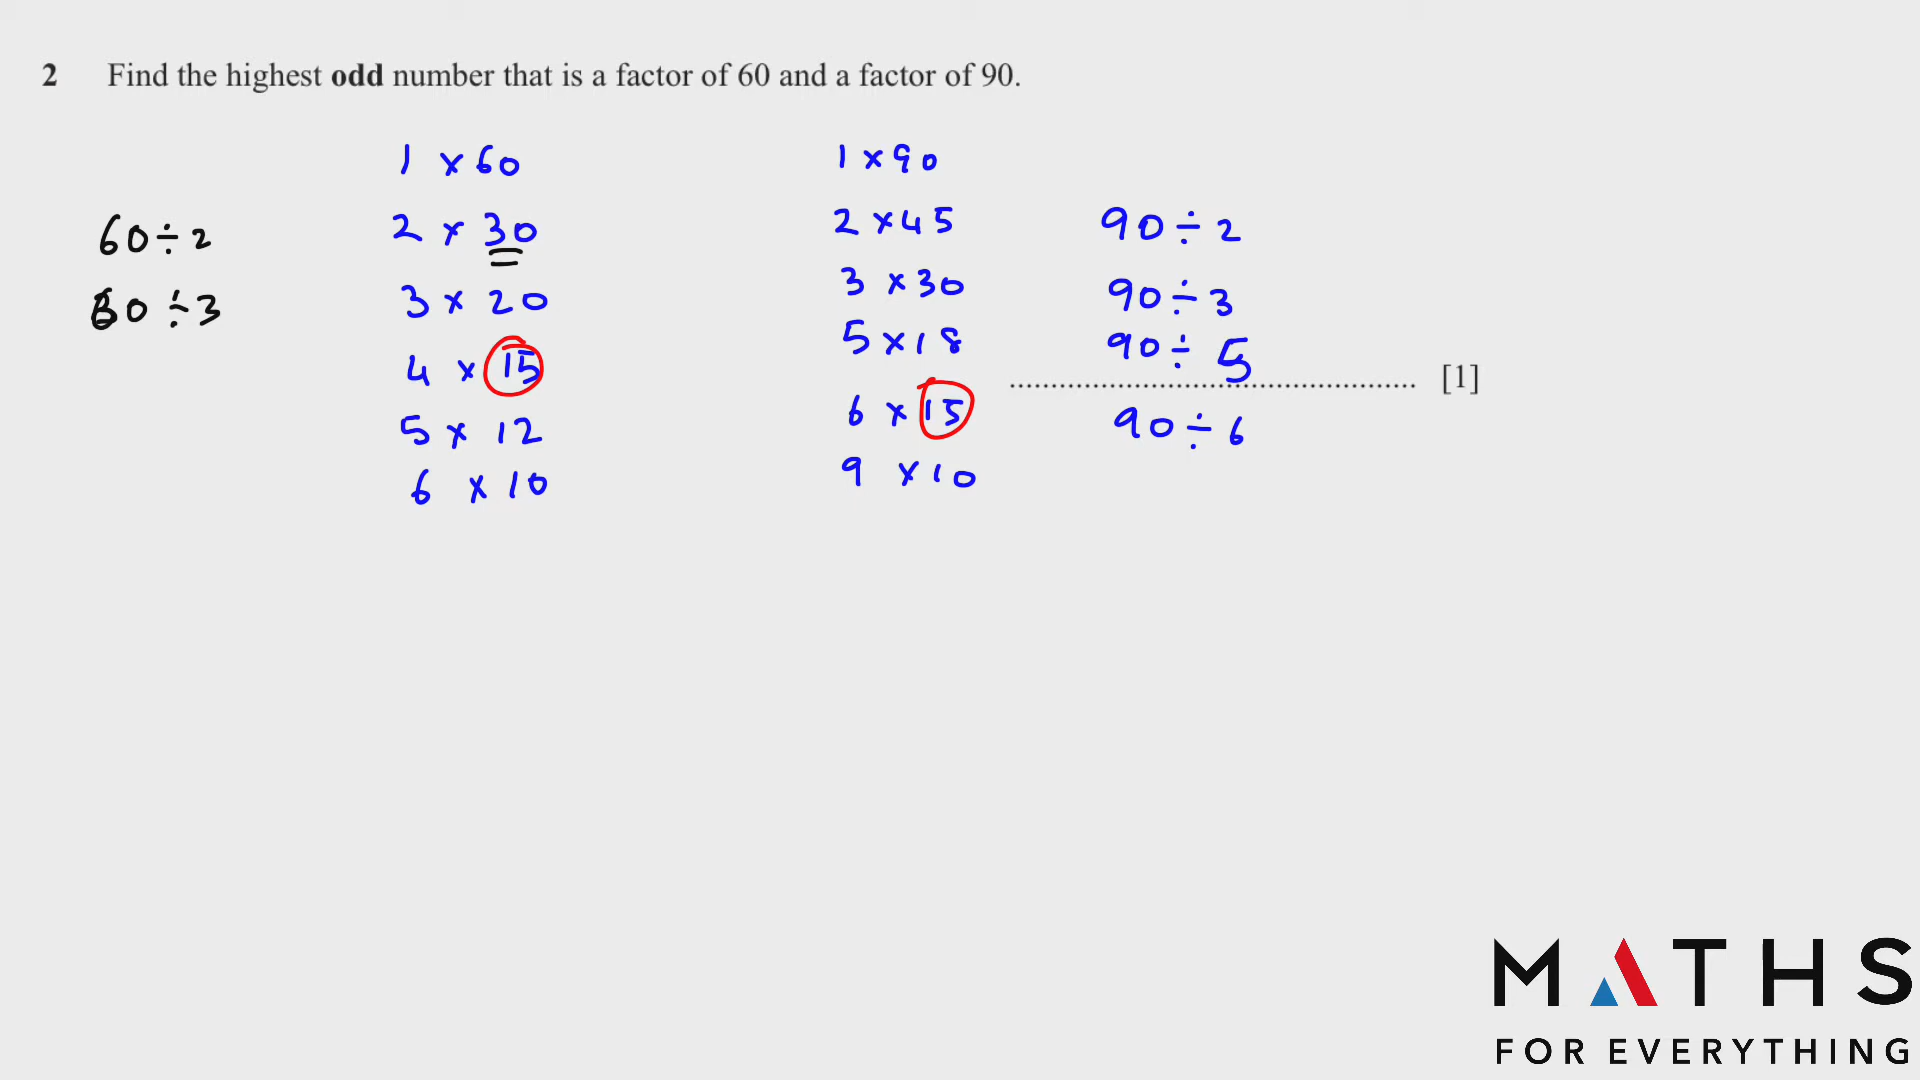 2 Find the highest odd number that is a factor of 60 and a factor of 90.
60 ÷ 2
60 ÷ 3
1 × 60
2 × 30
3 × 20
4 × 15
5 × 12
6 × 10
1 × 90
2 × 45
3 × 30
5 × 18
6 × 15
9 × 10
90 ÷ 2
90 ÷ 3
90 ÷ 5
.................................................. [1]
90 ÷ 6
MATHS
FOR EVERYTHING